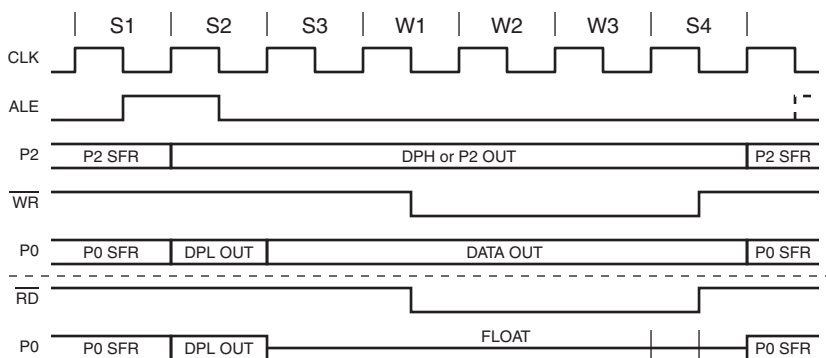 S1 S2 S3 W1 W2 W3 S4
CLK
ALE
P2 P2 SFR DPH or P2 OUT P2 SFR
WR
P0 P0 SFR DPL OUT DATA OUT P0 SFR
RD
FLOAT
P0 P0 SFR DPL OUT P0 SFR